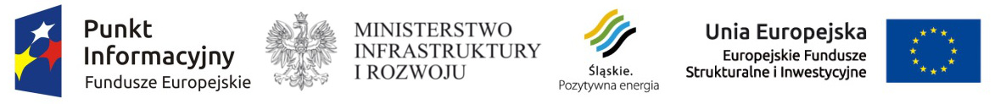 Punkt
Informacyjny
Fundusze Europejskie
MINISTERSTWO
INFRASTRUKTURY
I ROZWOJU
Śląskie.
Pozytywna energia
Unia Europejska
Europejskie Fundusze
Strukturalne i Inwestycyjne